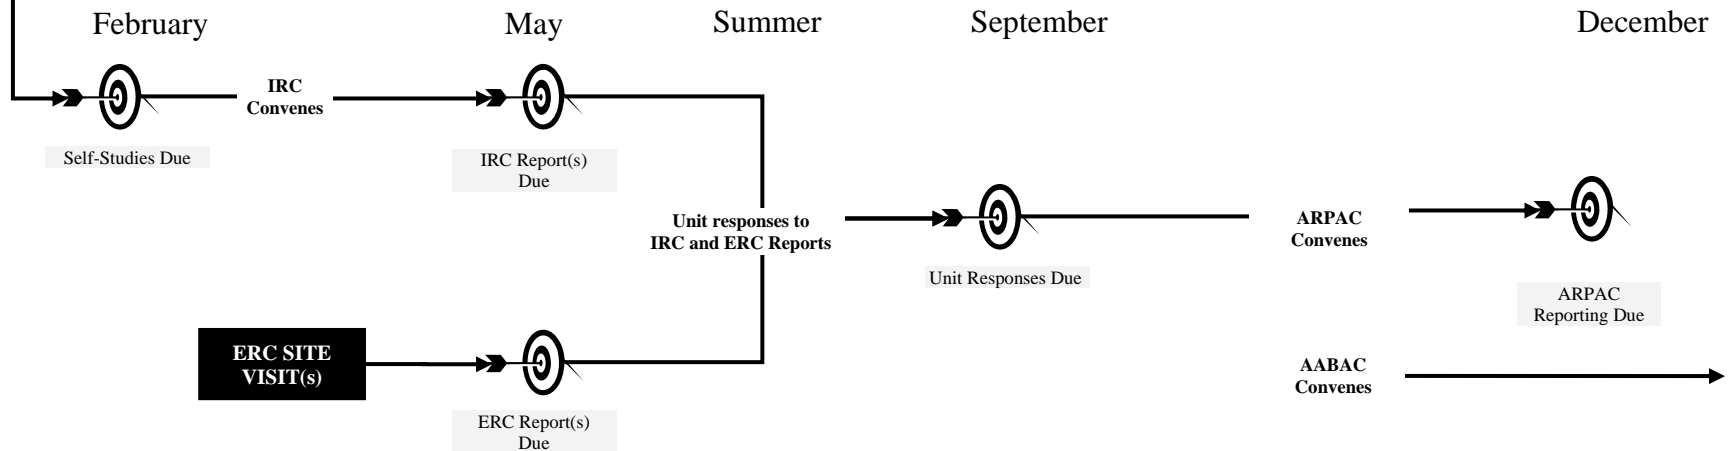 February
May
Summer
September
December
IRC
Convenes
Self-Studies Due
IRC Report(s)
Due
Unit responses to
IRC and ERC Reports
Unit Responses Due
ARPAC
Convenes
ARPAC
Reporting Due
ERC SITE
VISIT(s)
ERC Report(s)
Due
AABAC
Convenes